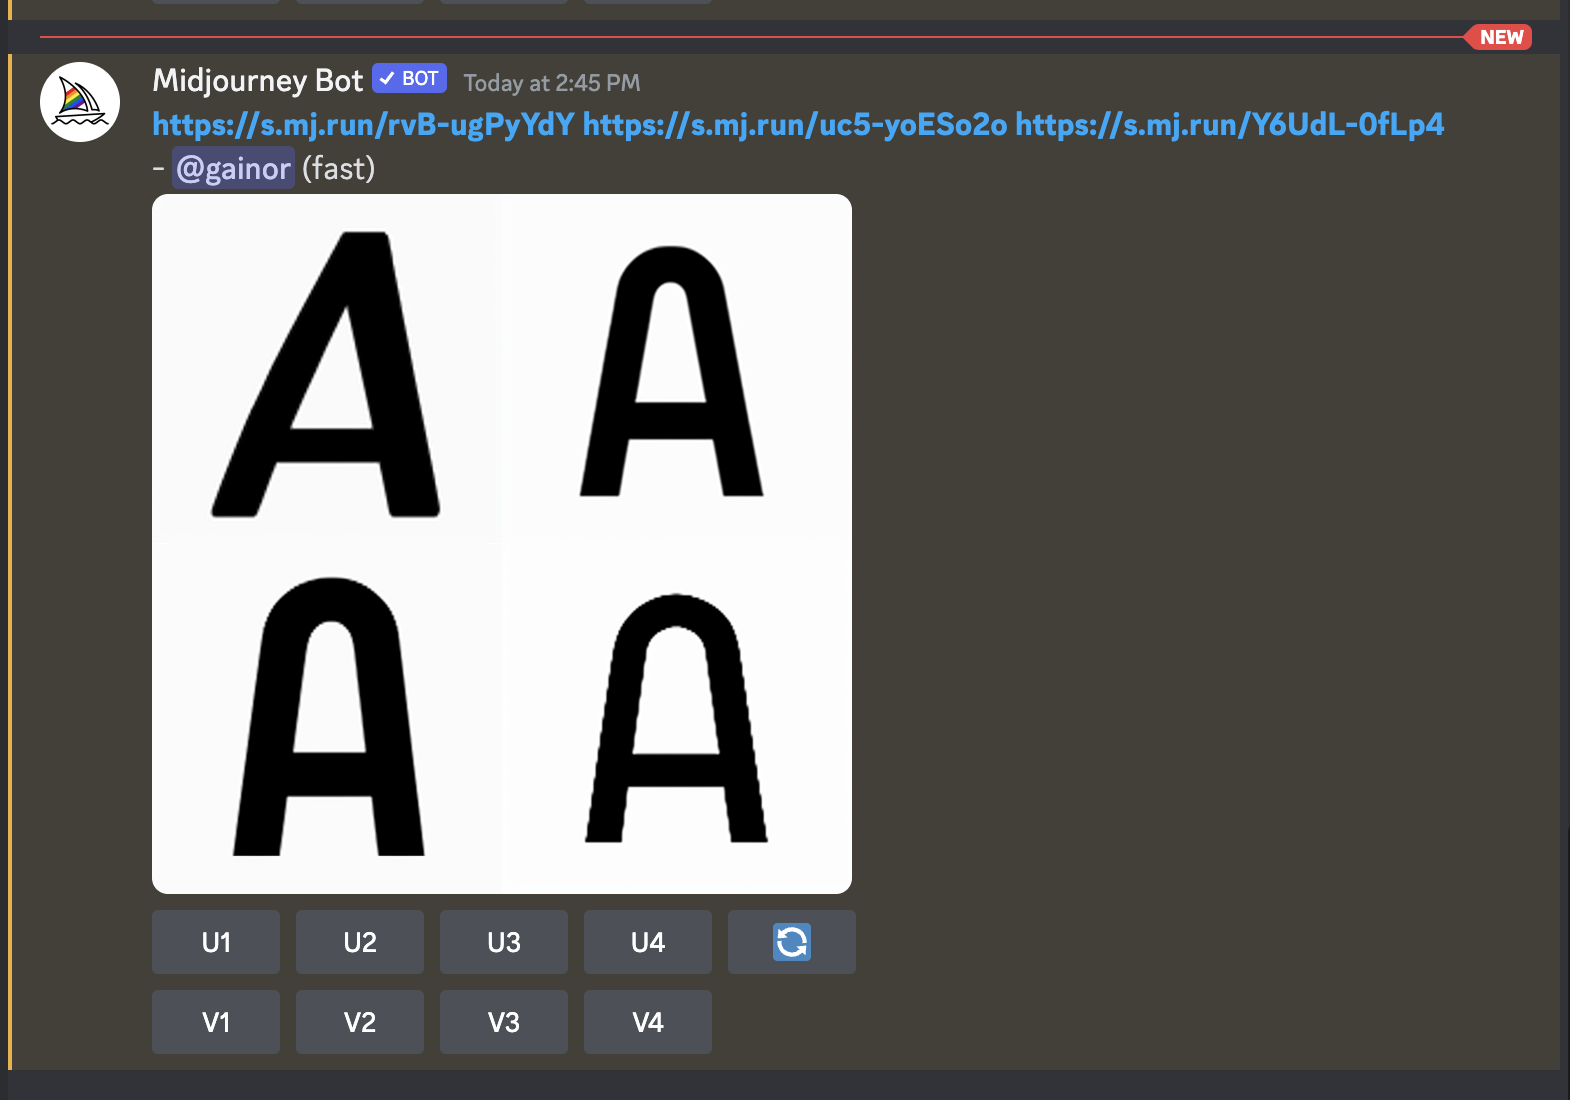 NEW
Midjourney Bot ✓ BOT Today at 2:45 PM
https://s.mj.run/rvB-ugPyYdY https://s.mj.run/uc5-yoESo2o https://s.mj.run/Y6UdL-0fLp4
- @gainor (fast)
A A
A A
U1 U2 U3 U4
V1 V2 V3 V4